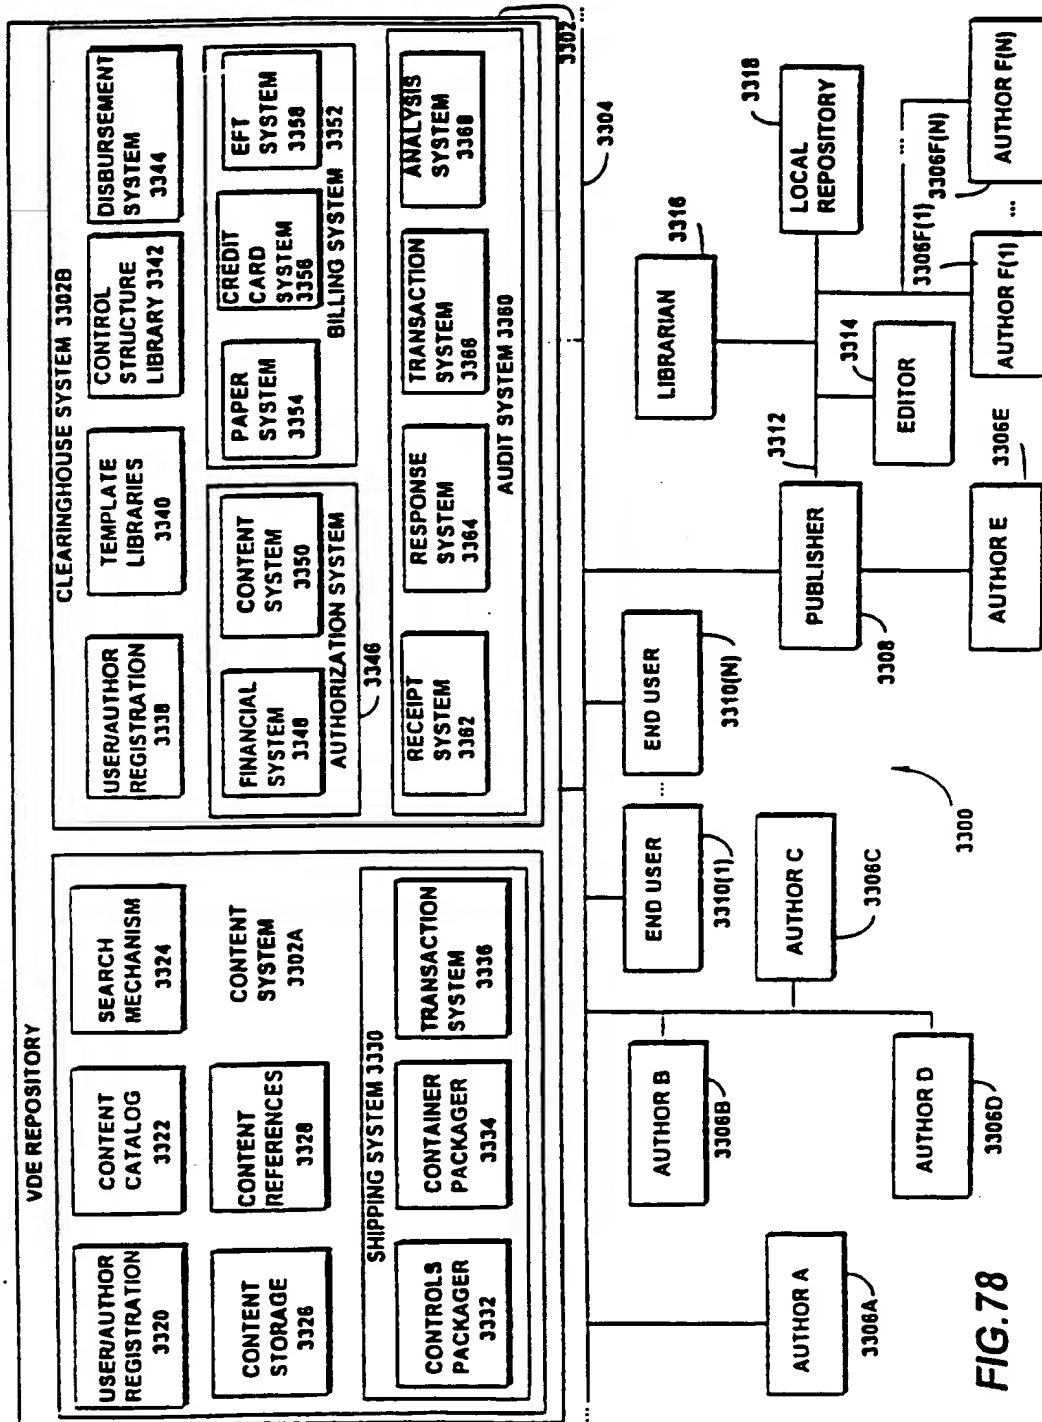 VDE REPOSITORY
USER/AUTHOR
REGISTRATION
3320
CONTENT
CATALOG
3322
SEARCH
MECHANISM
3324
CONTENT
STORAGE
3326
CONTENT
REFERENCES
3328
CONTENT
SYSTEM
3302A
SHIPPING SYSTEM 3330
CONTROLS
PACKAGER
3332
CONTAINER
PACKAGER
3334
TRANSACTION
SYSTEM
3336
CLEARINGHOUSE SYSTEM 3302B
USER/AUTHOR
REGISTRATION
3338
TEMPLATE
LIBRARIES
3340
CONTROL
STRUCTURE
LIBRARY 3342
DISBURSEMENT
SYSTEM
3344
FINANCIAL
SYSTEM
3348
CONTENT
SYSTEM
3350
AUTHORIZATION SYSTEM
3346
PAPER
SYSTEM
3354
CREDIT
CARD
SYSTEM
3356
EFT
SYSTEM
3358
BILLING SYSTEM 3352
RECEIPT
SYSTEM
3362
RESPONSE
SYSTEM
3364
TRANSACTION
SYSTEM
3366
ANALYSIS
SYSTEM
3368
AUDIT SYSTEM 3360
3302
...
...
3304
AUTHOR A
3306A
AUTHOR B
3306B
AUTHOR C
3306C
AUTHOR D
3306D
END USER
3310(1)
...
END USER
3310(N)
3300
PUBLISHER
3308
3312
AUTHOR E
3306E
EDITOR
3314
LIBRARIAN
3316
LOCAL
REPOSITORY
3318
AUTHOR F(1)
3306F(1)
...
...
AUTHOR F(N)
3306F(N)
FIG.78